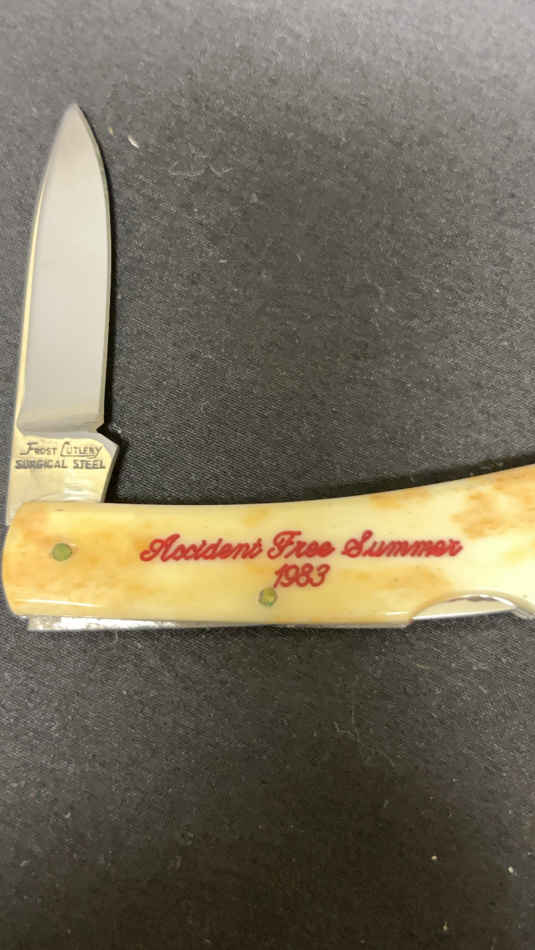 FROST CUTLERY
SURGICAL STEEL
Accident Free Summer
1983